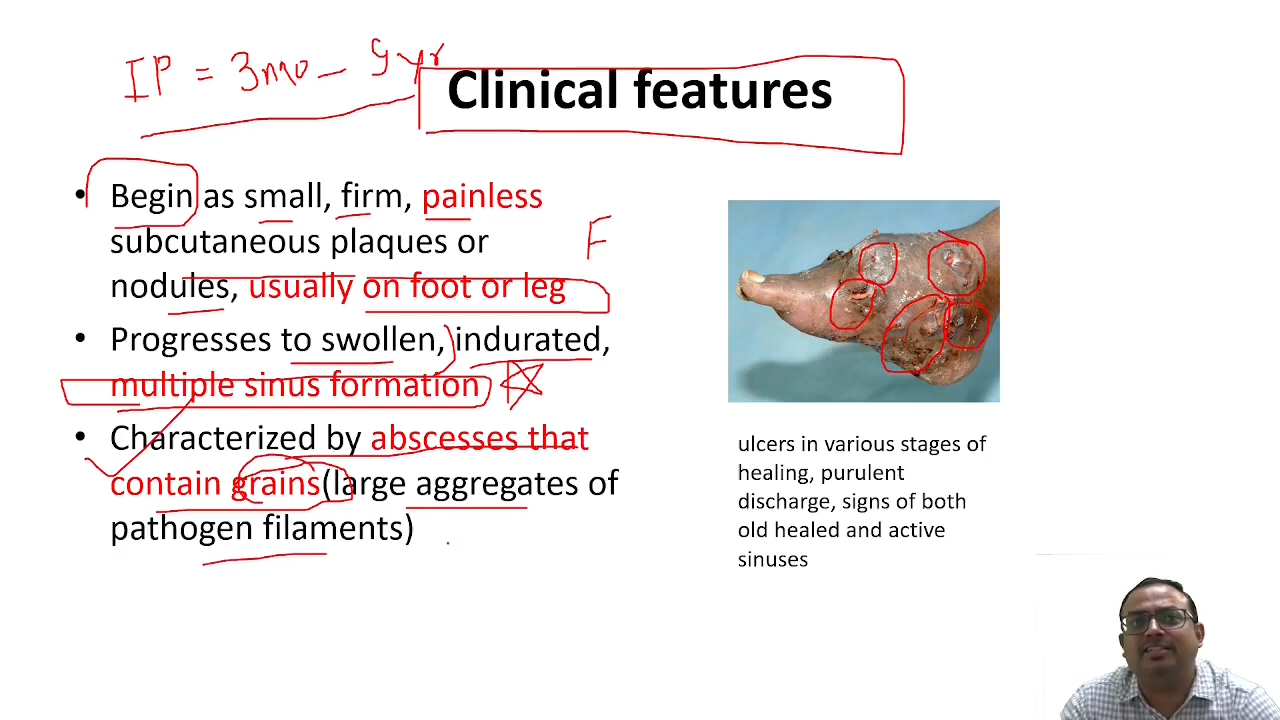 IP = 3mo - 9 yr
Clinical features
• Begin as small, firm, painless
subcutaneous plaques or
nodules, usually on foot or leg
F
• Progresses to swollen, indurated,
multiple sinus formation
• Characterized by abscesses that
contain grains(large aggregates of
pathogen filaments)
ulcers in various stages of
healing, purulent
discharge, signs of both
old healed and active
sinuses